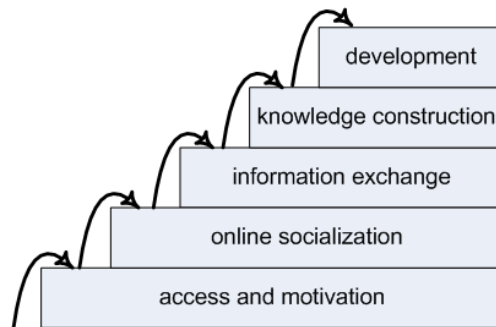 development
knowledge construction
information exchange
online socialization
access and motivation